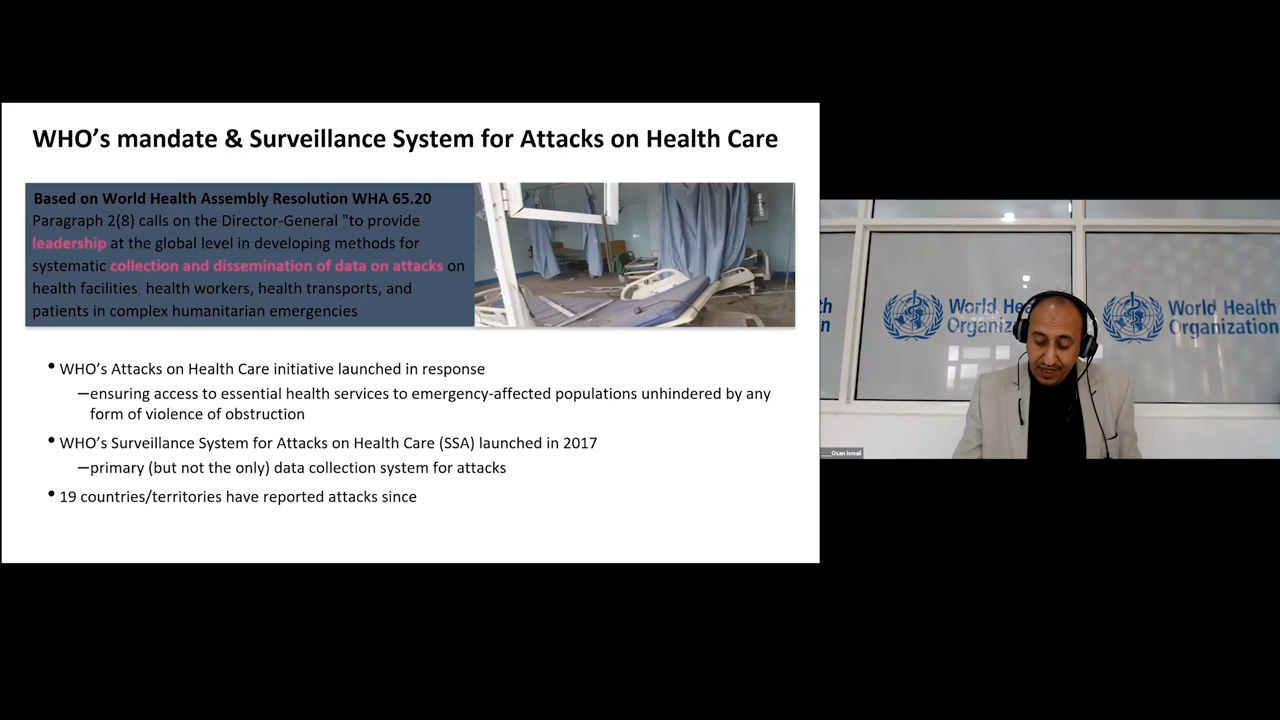 WHO's mandate & Surveillance System for Attacks on Health Care
Based on World Health Assembly Resolution WHA 65.20
Paragraph 2(8) calls on the Director-General "to provide
leadership at the global level in developing methods for
systematic collection and dissemination of data on attacks on
health facilities, health workers, health transports, and
patients in complex humanitarian emergencies
• WHO's Attacks on Health Care initiative launched in response
—ensuring access to essential health services to emergency-affected populations unhindered by any
form of violence of obstruction
• WHO's Surveillance System for Attacks on Health Care (SSA) launched in 2017
—primary (but not the only) data collection system for attacks
• 19 countries/territories have reported attacks since
World Hea
Organiz
World Health
Organization
___Osan Ismail